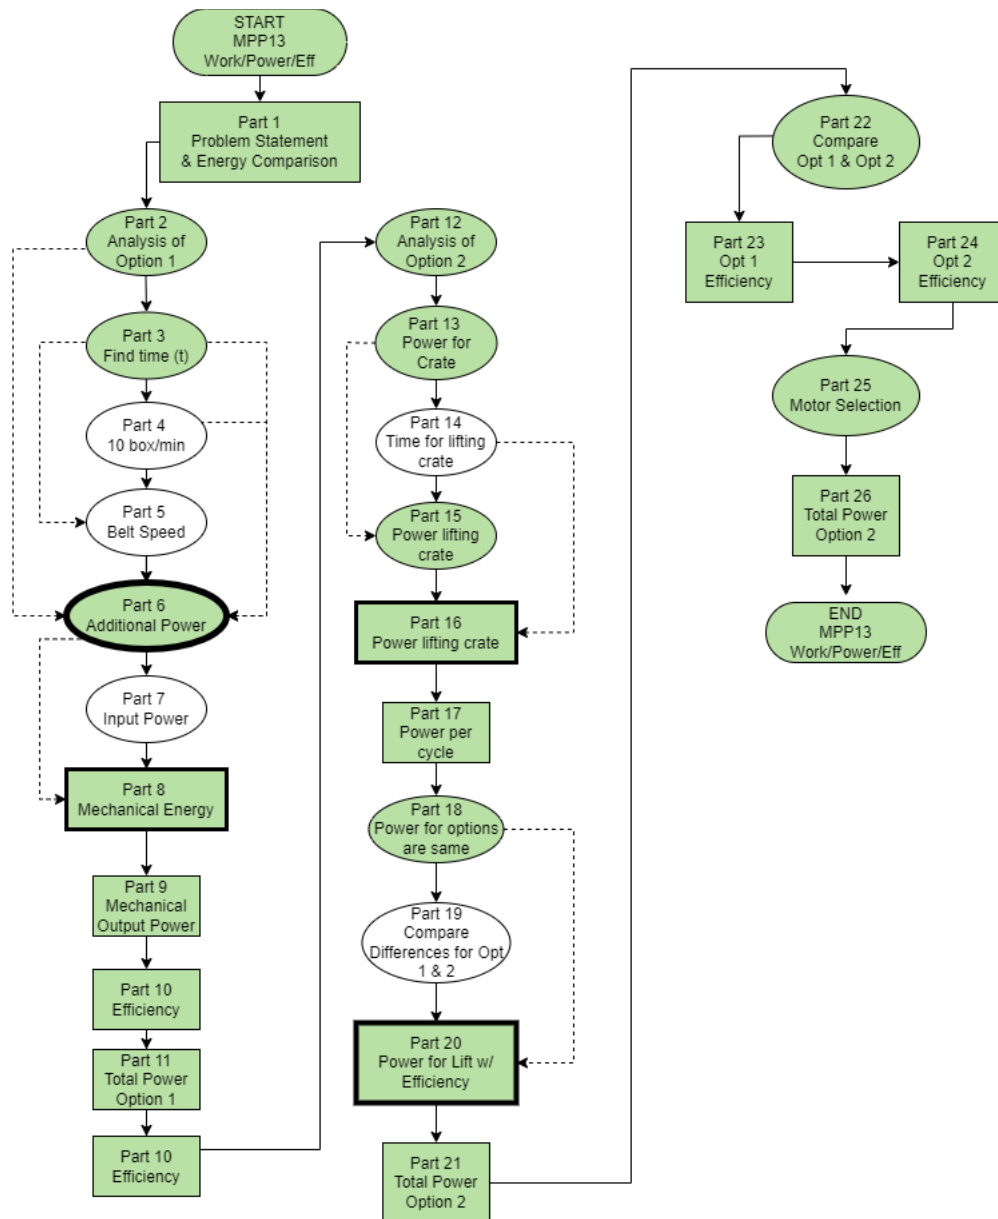 START
MPP13
Work/Power/Eff
Part 1
Problem Statement
& Energy Comparison
Part 2
Analysis of
Option 1
Part 3
Find time (t)
Part 4
10 box/min
Part 5
Belt Speed
Part 6
Additional Power
Part 7
Input Power
Part 8
Mechanical Energy
Part 9
Mechanical
Output Power
Part 10
Efficiency
Part 11
Total Power
Option 1
Part 10
Efficiency
Part 12
Analysis of
Option 2
Part 13
Power for
Crate
Part 14
Time for lifting
crate
Part 15
Power lifting
crate
Part 16
Power lifting crate
Part 17
Power per
cycle
Part 18
Power for options
are same
Part 19
Compare
Differences for Opt
1 & 2
Part 20
Power for Lift w/
Efficiency
Part 21
Total Power
Option 2
Part 22
Compare
Opt 1 & Opt 2
Part 23
Opt 1
Efficiency
Part 24
Opt 2
Efficiency
Part 25
Motor Selection
Part 26
Total Power
Option 2
END
MPP13
Work/Power/Eff